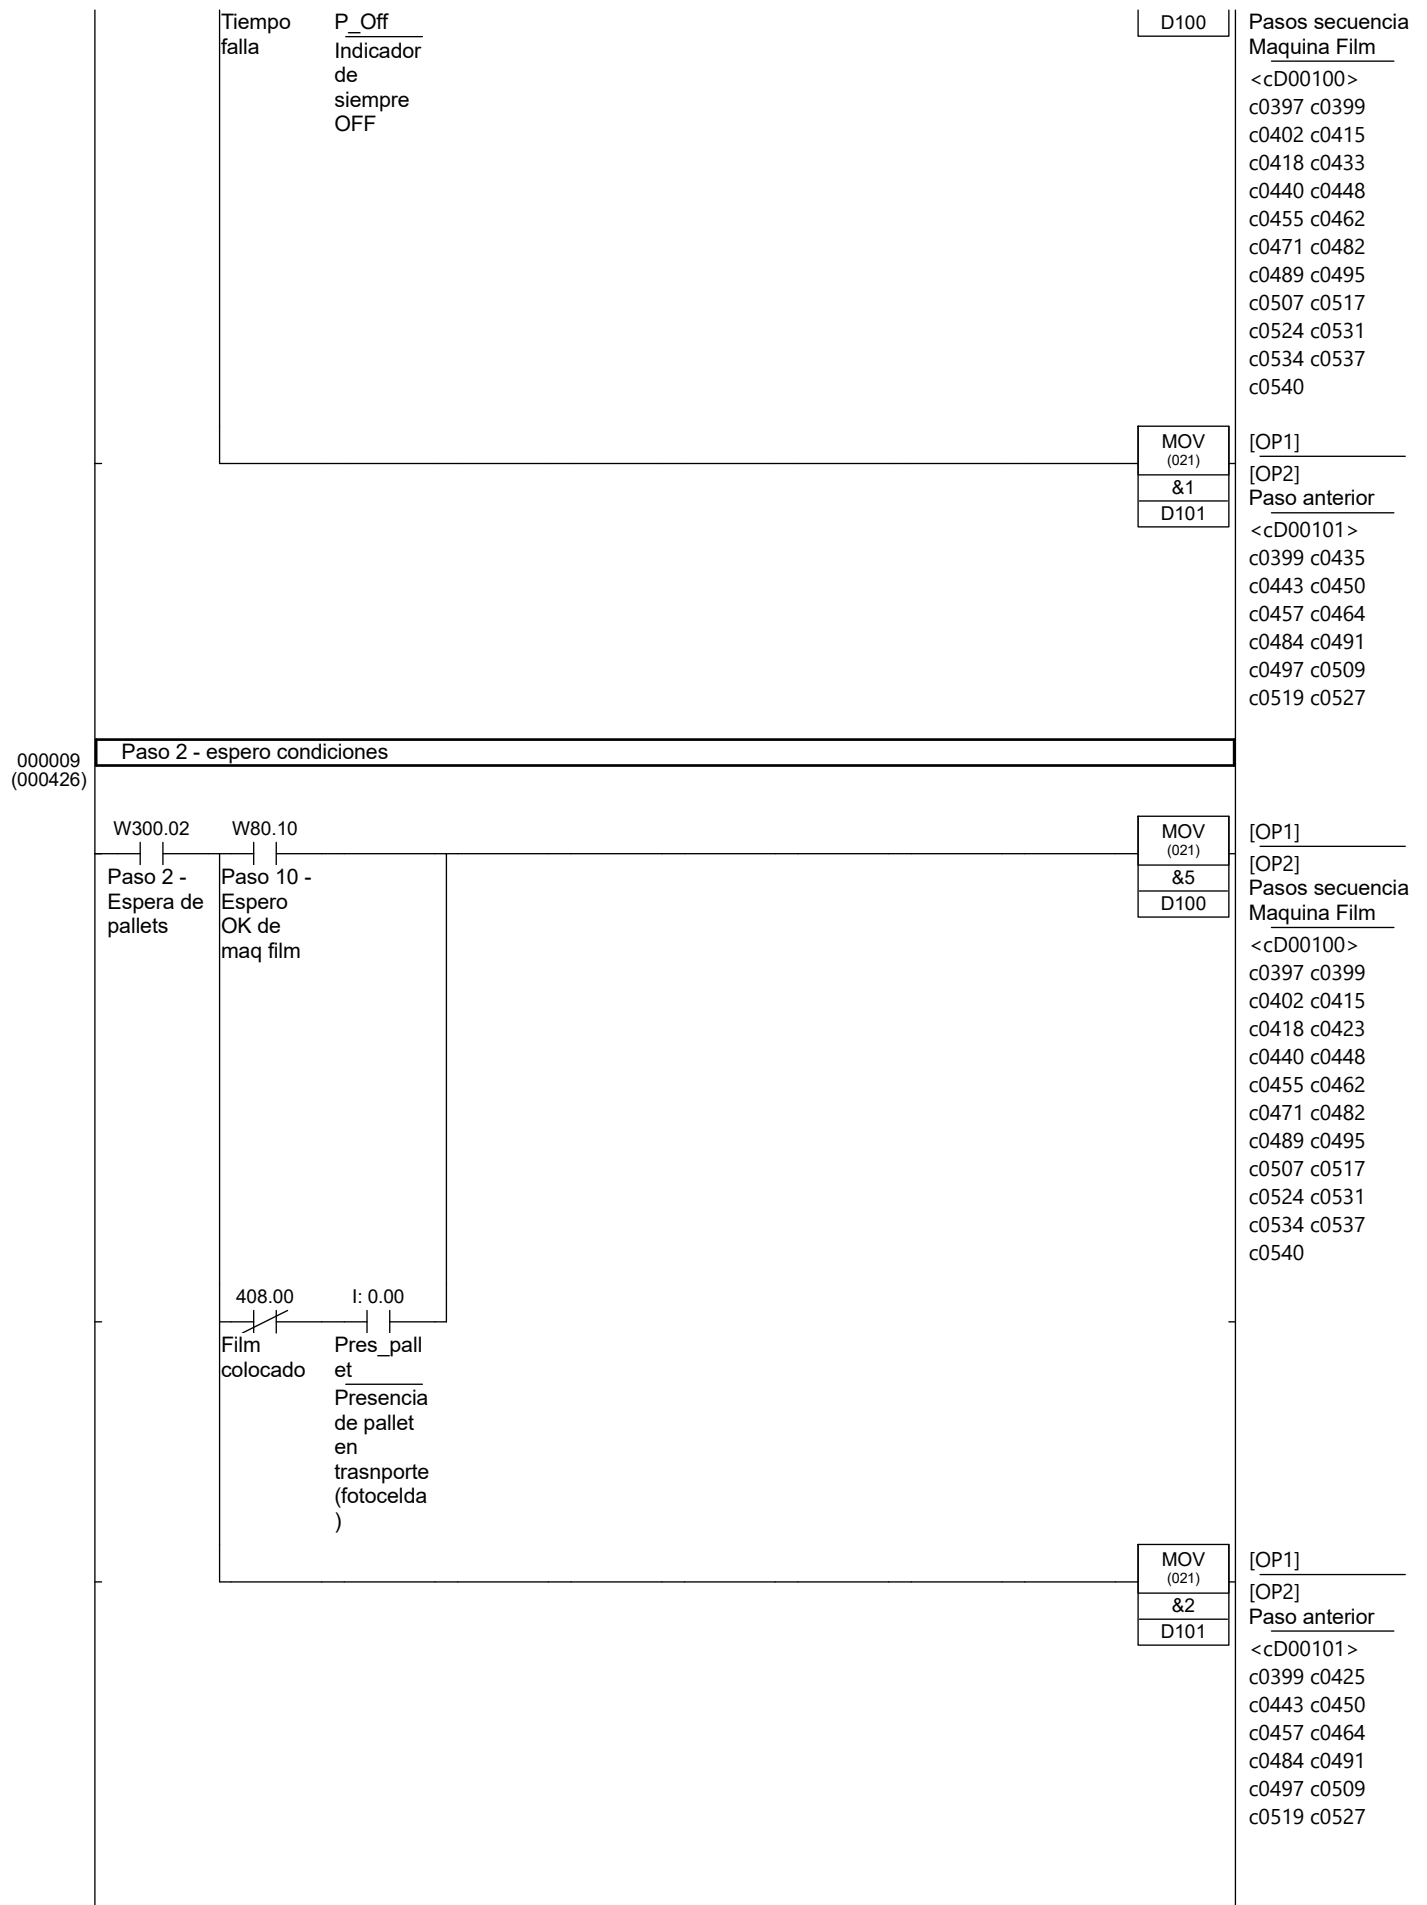 Tiempo
falla
P_Off
Indicador
de
siempre
OFF
D100
Pasos secuencia
Maquina Film
<cD00100>
c0397 c0399
c0402 c0415
c0418 c0433
c0440 c0448
c0455 c0462
c0471 c0482
c0489 c0495
c0507 c0517
c0524 c0531
c0534 c0537
c0540
MOV
(021)
&1
D101
[OP1]
[OP2]
Paso anterior
<cD00101>
c0399 c0435
c0443 c0450
c0457 c0464
c0484 c0491
c0497 c0509
c0519 c0527
000009
(000426)
Paso 2 - espero condiciones
W300.02
Paso 2 -
Espera de
pallets
W80.10
Paso 10 -
Espero
OK de
maq film
MOV
(021)
&5
D100
[OP1]
[OP2]
Pasos secuencia
Maquina Film
<cD00100>
c0397 c0399
c0402 c0415
c0418 c0423
c0440 c0448
c0455 c0462
c0471 c0482
c0489 c0495
c0507 c0517
c0524 c0531
c0534 c0537
c0540
408.00
Film
colocado
I: 0.00
Pres_pall
et
Presencia
de pallet
en
trasnporte
(fotocelda
)
MOV
(021)
&2
D101
[OP1]
[OP2]
Paso anterior
<cD00101>
c0399 c0425
c0443 c0450
c0457 c0464
c0484 c0491
c0497 c0509
c0519 c0527